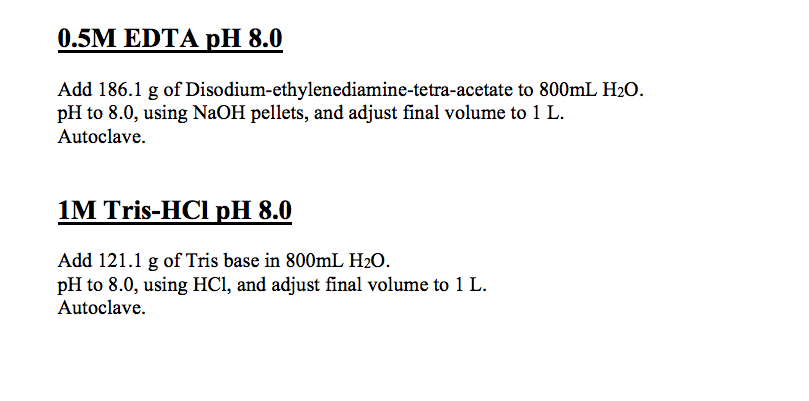 0.5M EDTA pH 8.0
Add 186.1 g of Disodium-ethylenediamine-tetra-acetate to 800mL H2O.
pH to 8.0, using NaOH pellets, and adjust final volume to 1 L.
Autoclave.
1M Tris-HCl pH 8.0
Add 121.1 g of Tris base in 800mL H2O.
pH to 8.0, using HCl, and adjust final volume to 1 L.
Autoclave.